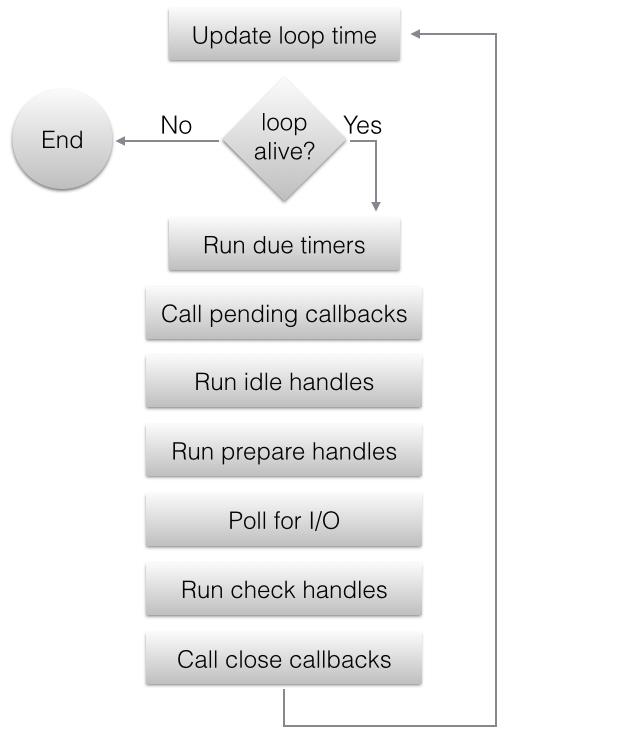 Update loop time
loop
alive?
No
Yes
End
Run due timers
Call pending callbacks
Run idle handles
Run prepare handles
Poll for I/O
Run check handles
Call close callbacks